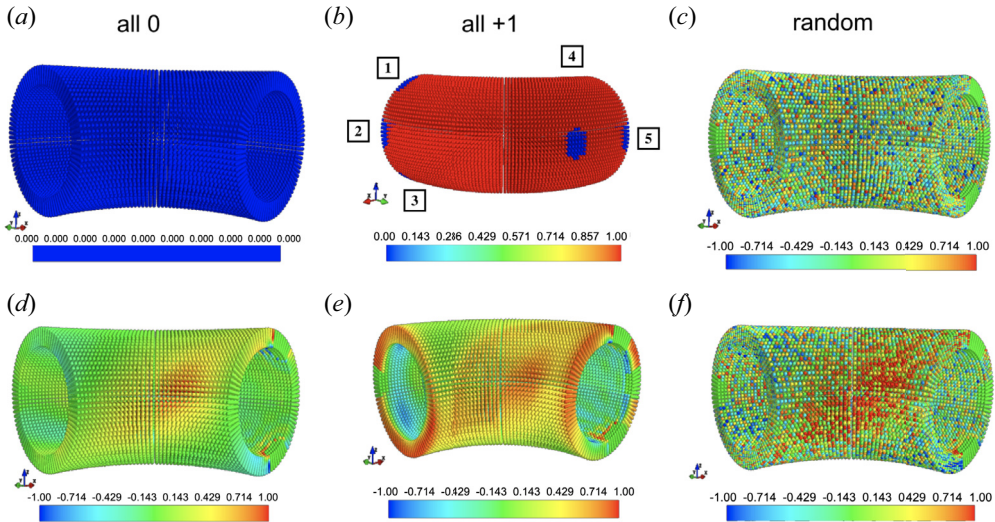 (a) all 0
(b) all +1
(c) random
1
4
2
5
3
0.000 0.000 0.000 0.000 0.000 0.000 0.000 0.000
0.00 0.143 0.286 0.429 0.571 0.714 0.857 1.00
-1.00 -0.714 -0.429 -0.143 0.143 0.429 0.714 1.00
(d)
(e)
(f)
-1.00 -0.714 -0.429 -0.143 0.143 0.429 0.714 1.00
-1.00 -0.714 -0.429 -0.143 0.143 0.429 0.714 1.00
-1.00 -0.714 -0.429 -0.143 0.143 0.429 0.714 1.00